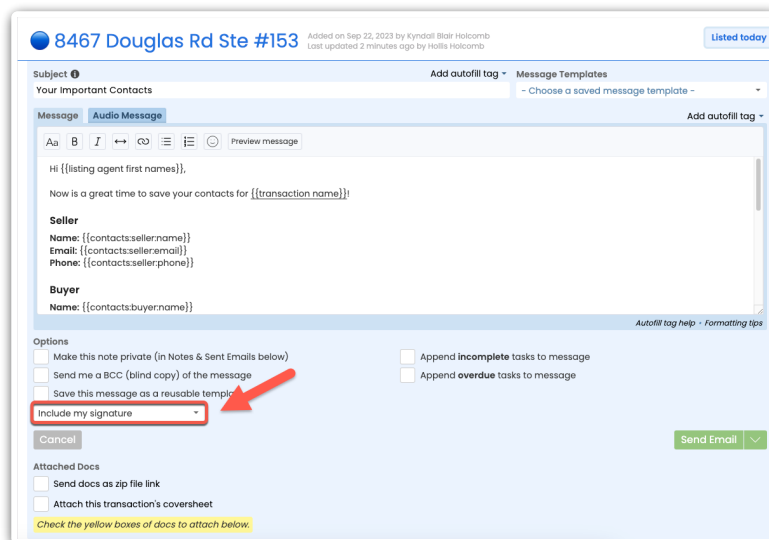 8467 Douglas Rd Ste #153
Added on Sep 22, 2023 by Kyndall Blair Holcomb
Last updated 2 minutes ago by Hollis Holcomb
Listed today
Subject
Add autofill tag
Message Templates
Your Important Contacts
- Choose a saved message template -
Message
Audio Message
Add autofill tag
Aa B I
Preview message
Hi {{listing agent first names}},
Now is a great time to save your contacts for {{transaction name}}!
Seller
Name: {{contacts:seller:name}}
Email: {{contacts:seller:email}}
Phone: {{contacts:seller:phone}}
Buyer
Name: {{contacts:buyer:name}}
Autofill tag help • Formatting tips
Options
Make this note private (in Notes & Sent Emails below)
Append incomplete tasks to message
Send me a BCC (blind copy) of the message
Append overdue tasks to message
Save this message as a reusable
Include my signature
Cancel
Send Email
Attached Docs
Send docs as zip file link
Attach this transaction's coversheet
Check the yellow boxes of docs to attach below.